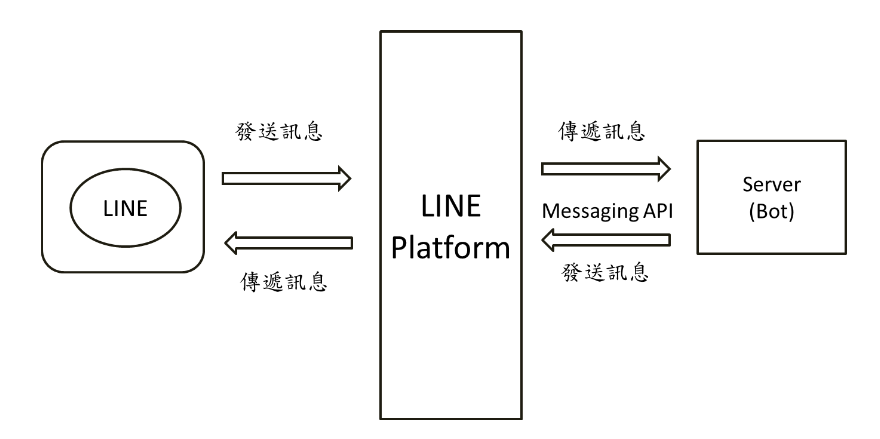 發送訊息
LINE
傳遞訊息
LINE
Platform
傳遞訊息
Messaging API
發送訊息
Server
(Bot)